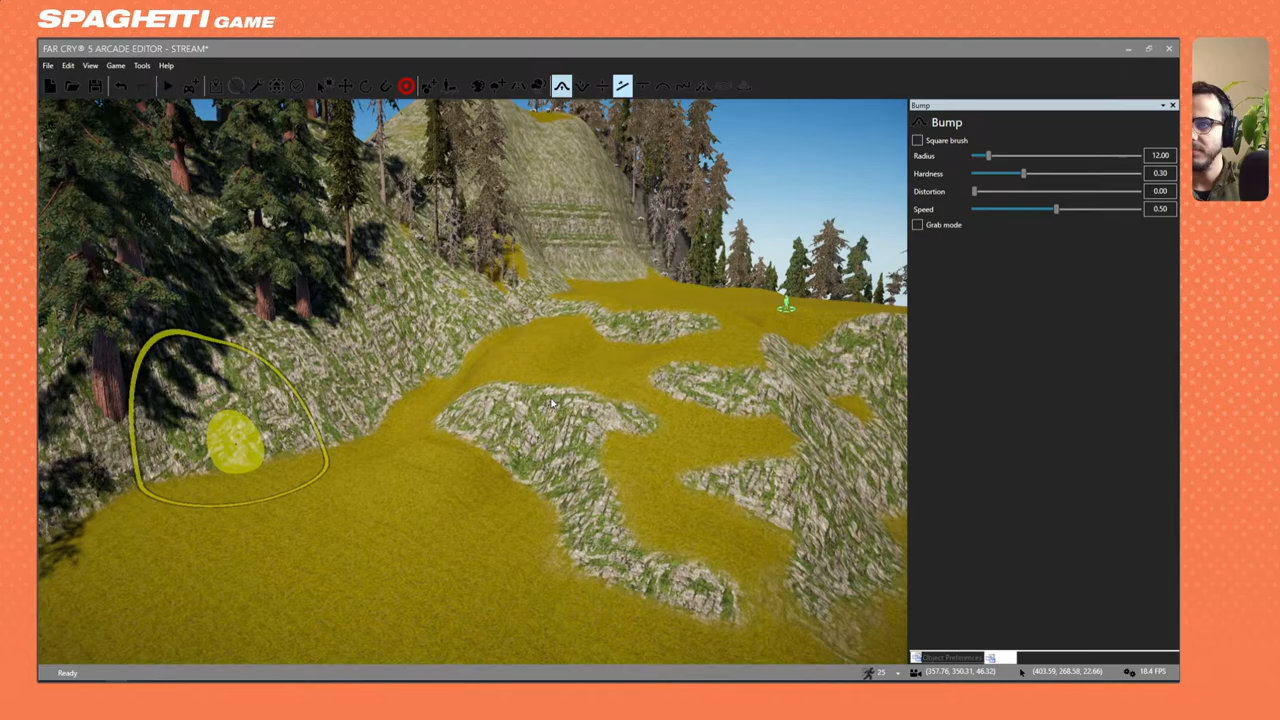 SPAGHETTI GAME
FAR CRY® 5 ARCADE EDITOR - STREAM*
File Edit View Game Tools Help
Bump
Bump
Square brush
Radius 12.00
Hardness 0.30
Distortion 0.00
Speed 0.50
Grab mode
Object Preferences
Ready
25 (357.76, 350.31, 46.32) (403.59, 268.58, 22.66) 18.4 FPS